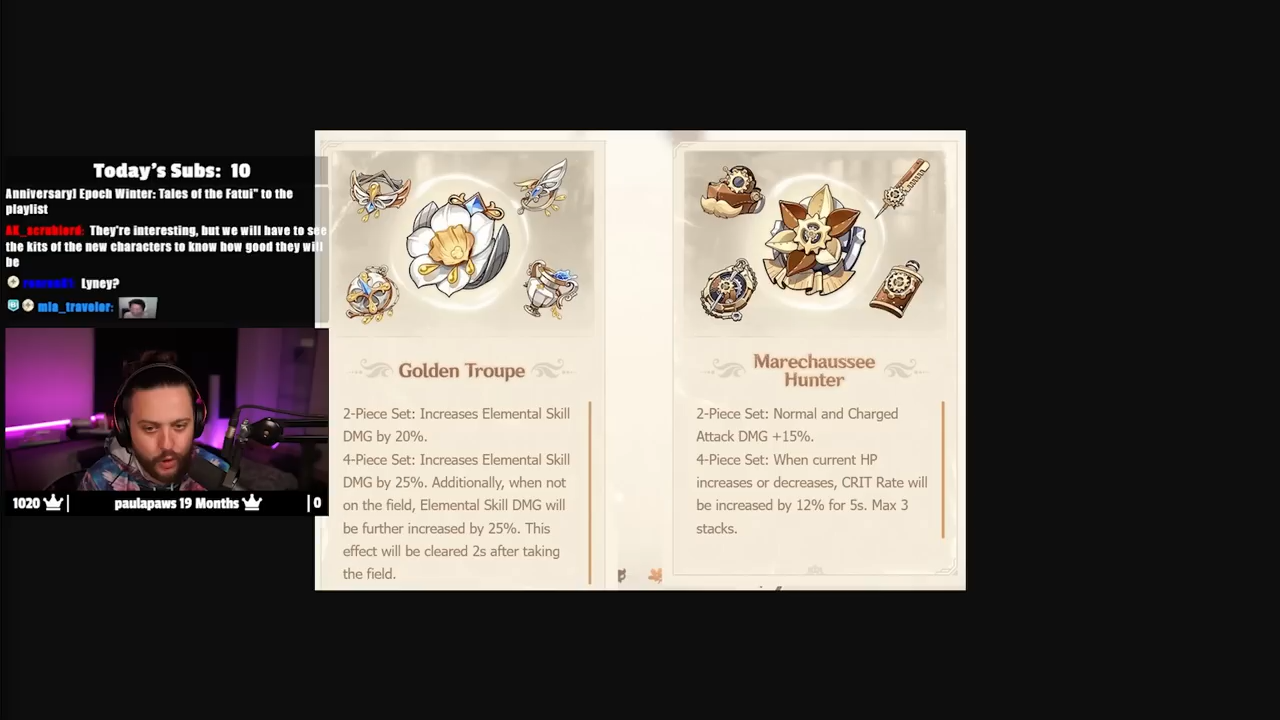 Today's Subs: 10
Anniversary] Epoch Winter: Tales of the Fatui" to the
playlist
AK_scrublord: They're interesting, but we will have to see
the kits of the new characters to know how good they will
be
Lyney?
mia_traveler:
1020
paulapaws 19 Months
0
Golden Troupe
2-Piece Set: Increases Elemental Skill
DMG by 20%.
4-Piece Set: Increases Elemental Skill
DMG by 25%. Additionally, when not
on the field, Elemental Skill DMG will
be further increased by 25%. This
effect will be cleared 2s after taking
the field.
Marechaussee
Hunter
2-Piece Set: Normal and Charged
Attack DMG +15%.
4-Piece Set: When current HP
increases or decreases, CRIT Rate will
be increased by 12% for 5s. Max 3
stacks.